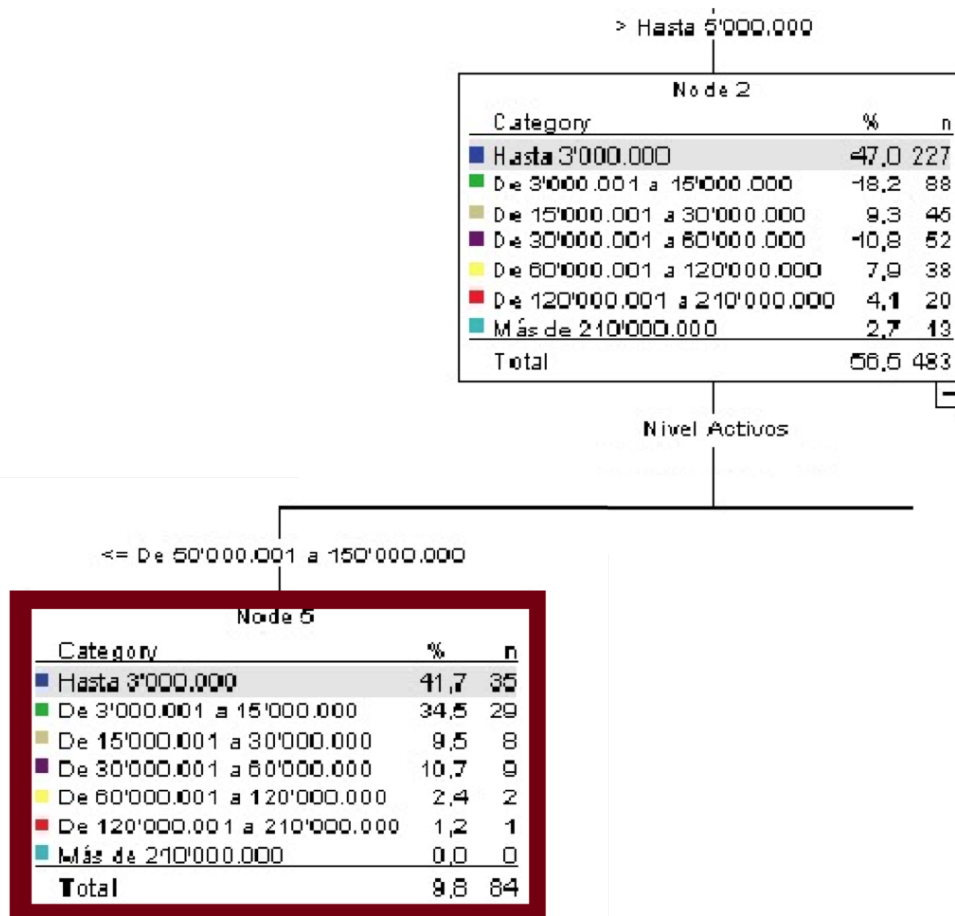 > Hasta 5'000.000
Node 2
Category % n
Hasta 3'000.000 47,0 227
De 3'000.001 a 15'000.000 18,2 88
De 15'000.001 a 30'000.000 9,3 45
De 30'000.001 a 60'000.000 10,8 52
De 60'000.001 a 120'000.000 7,9 38
De 120'000.001 a 210'000.000 4,1 20
Más de 210'000.000 2,7 13
Total 56,5 483
Nivel Activos
<= De 50'000.001 a 150'000.000
Node 5
Category % n
Hasta 3'000.000 41,7 35
De 3'000.001 a 15'000.000 34,5 29
De 15'000.001 a 30'000.000 9,5 8
De 30'000.001 a 60'000.000 10,7 9
De 60'000.001 a 120'000.000 2,4 2
De 120'000.001 a 210'000.000 1,2 1
Más de 210'000.000 0,0 0
Total 9,8 84